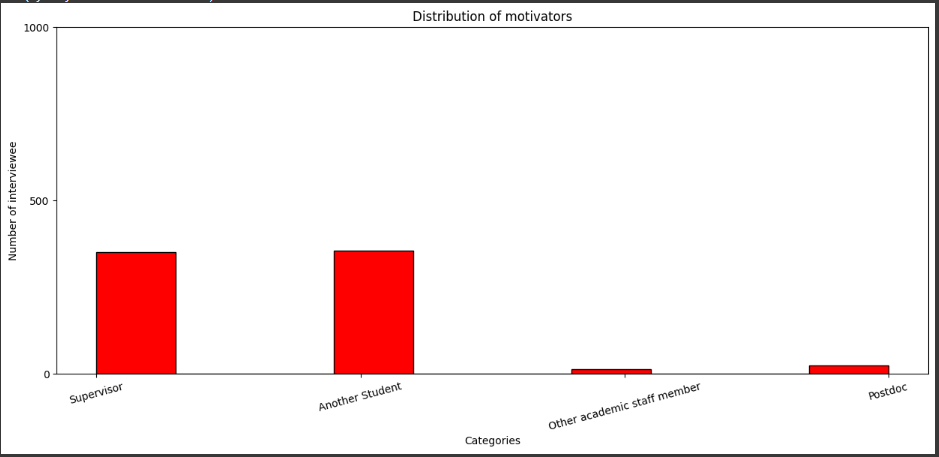 Distribution of motivators
1000
500
0
Number of interviewee
Supervisor
Another Student
Other academic staff member
Postdoc
Categories